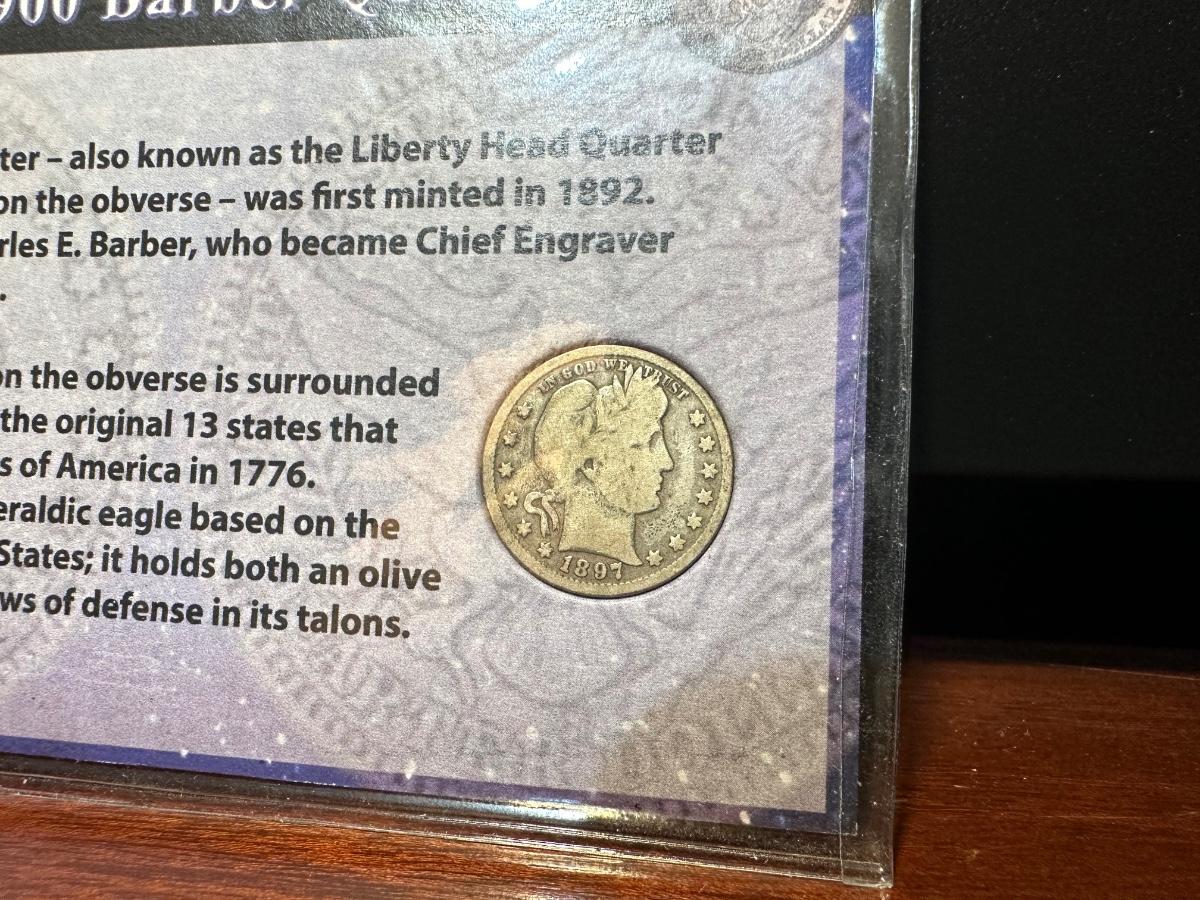 900 Barber
ter – also known as the Liberty Head Quarter
on the obverse – was first minted in 1892.
rles E. Barber, who became Chief Engraver
.
on the obverse is surrounded
the original 13 states that
s of America in 1776.
eraldic eagle based on the
States; it holds both an olive
ws of defense in its talons.
IN GOD WE TRUST
1897